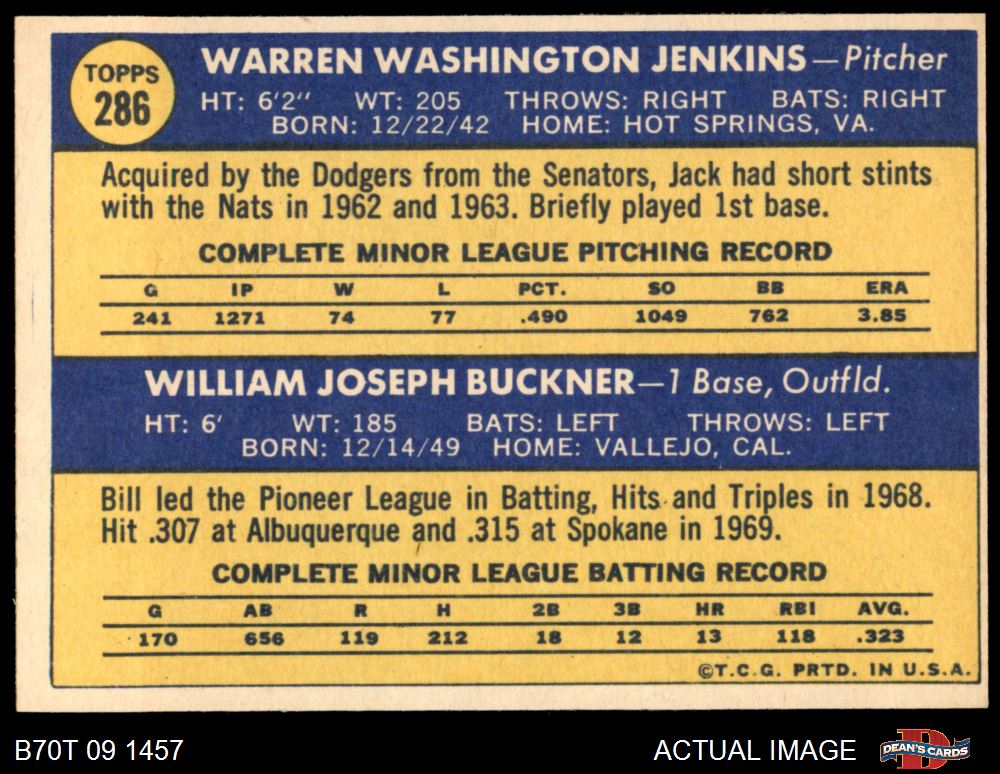 TOPPS
286
WARREN WASHINGTON JENKINS—Pitcher
HT: 6'2" WT: 205 THROWS: RIGHT BATS: RIGHT
BORN: 12/22/42 HOME: HOT SPRINGS, VA.
Acquired by the Dodgers from the Senators, Jack had short stints
with the Nats in 1962 and 1963. Briefly played 1st base.
COMPLETE MINOR LEAGUE PITCHING RECORD
G IP W L PCT. SO BB ERA
241 1271 74 77 .490 1049 762 3.85
WILLIAM JOSEPH BUCKNER—1 Base, Outfld.
HT: 6' WT: 185 BATS: LEFT THROWS: LEFT
BORN: 12/14/49 HOME: VALLEJO, CAL.
Bill led the Pioneer League in Batting, Hits and Triples in 1968.
Hit .307 at Albuquerque and .315 at Spokane in 1969.
COMPLETE MINOR LEAGUE BATTING RECORD
G AB R H 2B 3B HR RBI AVG.
170 656 119 212 18 12 13 118 .323
©T.C.G. PRTD. IN U.S.A.
B70T 09 1457 ACTUAL IMAGE DEAN'S CARDS